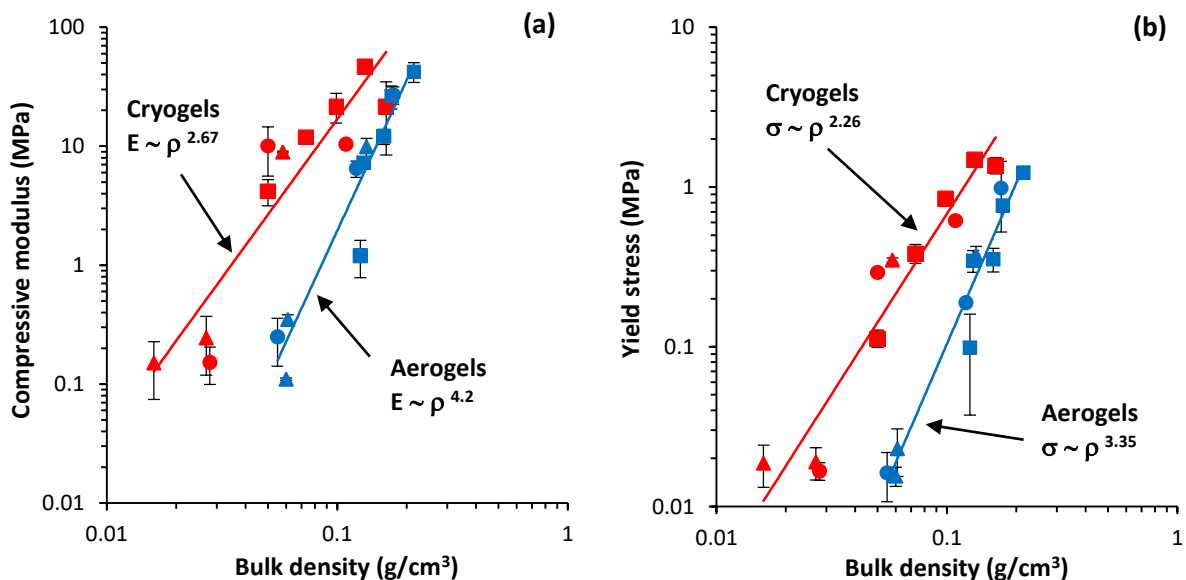 (a)
100
10
1
0.1
0.01
Compressive modulus (MPa)
Cryogels
E ~ ρ 2.67
Aerogels
E ~ ρ 4.2
0.01
0.1
1
Bulk density (g/cm³)
(b)
10
1
0.1
0.01
Yield stress (MPa)
Cryogels
σ ~ ρ 2.26
Aerogels
σ ~ ρ 3.35
0.01
0.1
1
Bulk density (g/cm³)